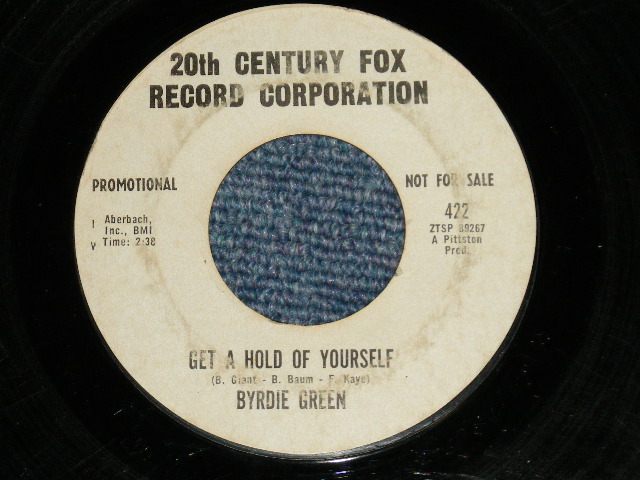 20th CENTURY FOX
RECORD CORPORATION
PROMOTIONAL
NOT FOR SALE
Aberbach,
Inc., BMI
Time: 2:38
422
ZTSP 89267
A Pittston
Prod.
GET A HOLD OF YOURSELF
(B. Giant - B. Baum - F. Kaye)
BYRDIE GREEN